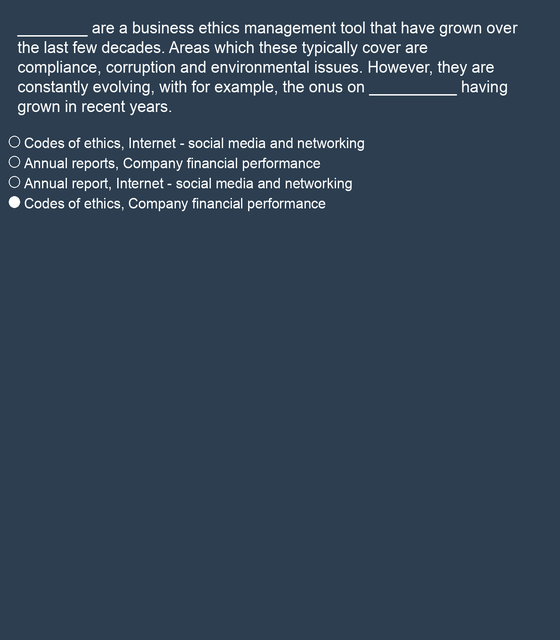 ________ are a business ethics management tool that have grown over
the last few decades. Areas which these typically cover are
compliance, corruption and environmental issues. However, they are
constantly evolving, with for example, the onus on __________ having
grown in recent years.
Codes of ethics, Internet - social media and networking
Annual reports, Company financial performance
Annual report, Internet - social media and networking
Codes of ethics, Company financial performance